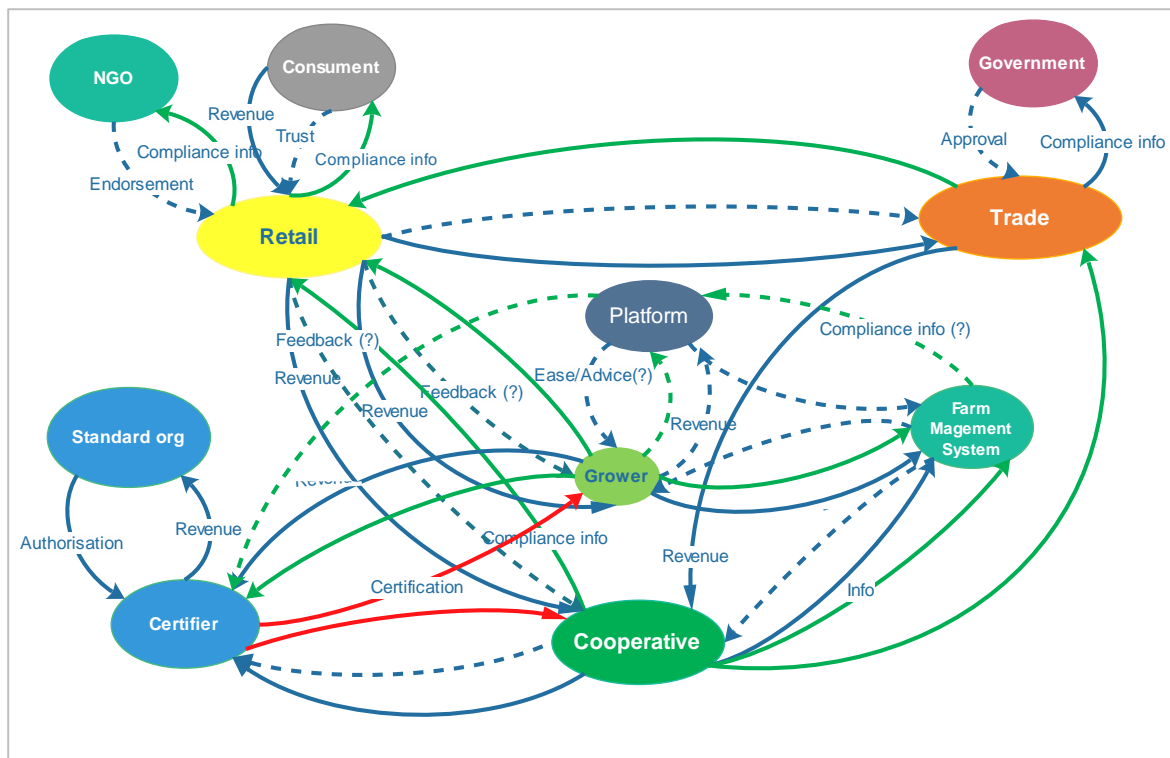 NGO
Consument
Government
Revenue
Trust
Compliance info
Compliance info
Endorsement
Approval
Compliance info
Retail
Trade
Platform
Compliance info (?)
Feedback (?)
Revenue
Ease/Advice(?)
Feedback (?)
Revenue
Revenue
Farm
Magement
System
Standard org
Grower
Authorisation
Revenue
Compliance info
Revenue
Certification
Info
Certifier
Cooperative